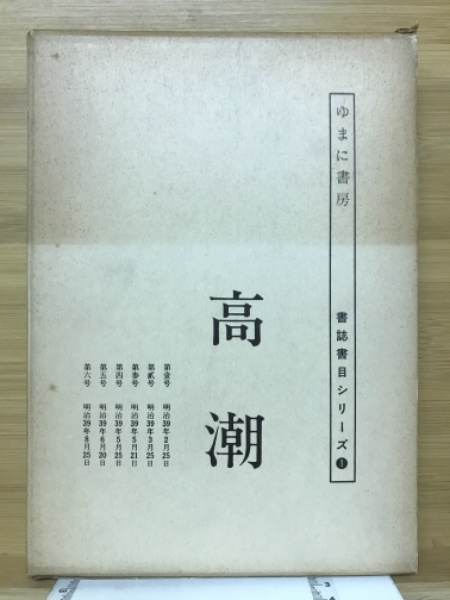 ゆまに書房 書誌書目シリーズ❶
高潮
第壹号 明治39年2月25日
第貳号 明治39年3月25日
第参号 明治39年5月21日
第四号 明治39年5月25日
第五号 明治39年6月20日
第六号 明治39年8月25日